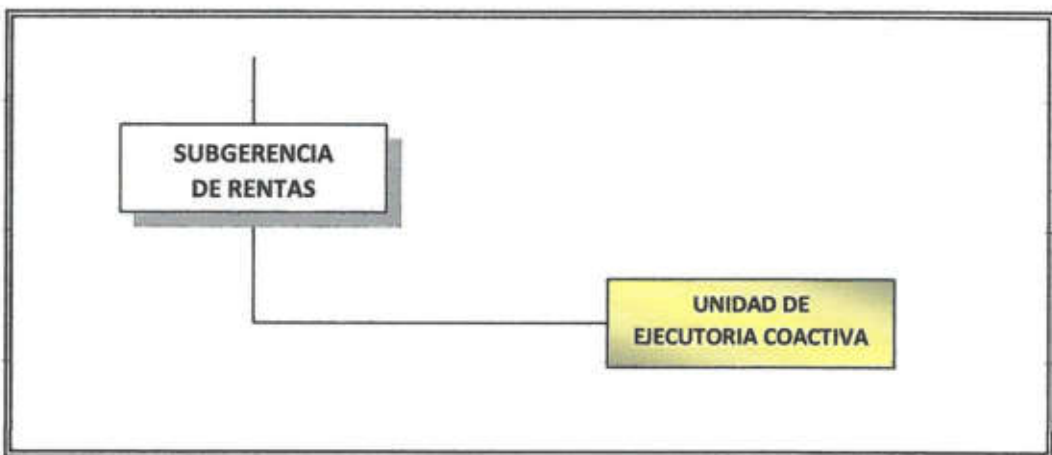 SUBGERENCIA
DE RENTAS
UNIDAD DE
EJECUTORIA COACTIVA